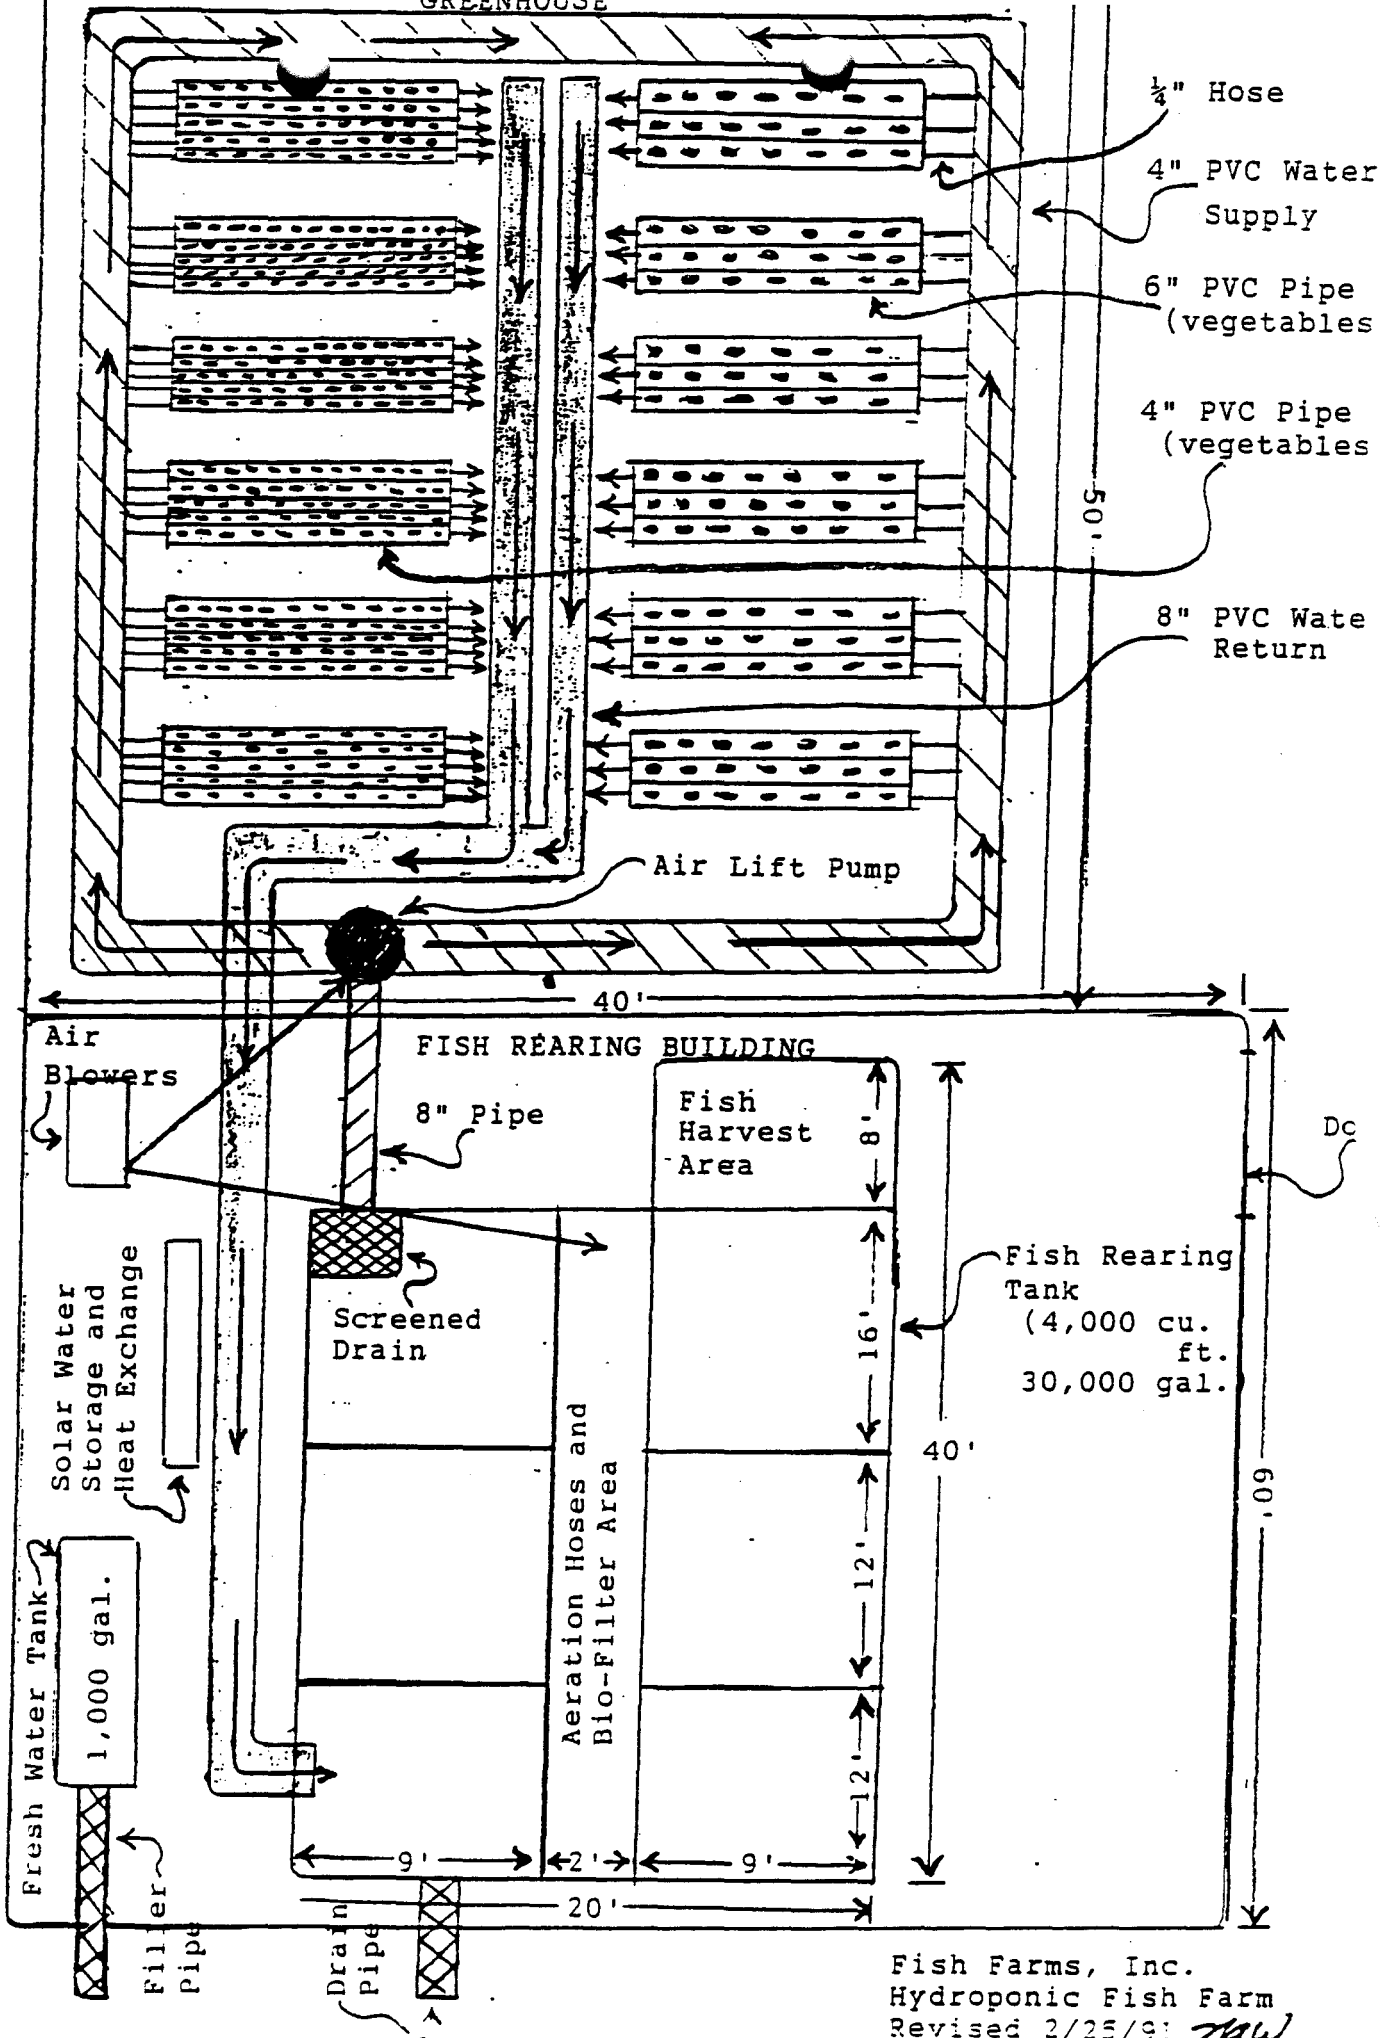 GREENHOUSE
¼" Hose
4" PVC Water
Supply
6" PVC Pipe
(vegetables
4" PVC Pipe
(vegetables
50'
8" PVC Wate
Return
Air Lift Pump
40'
Air
Blowers
FISH REARING BUILDING
8" Pipe
Fish
Harvest
Area
8'
Dc
Screened
Drain
16'
Fish Rearing
Tank
(4,000 cu.
ft.
30,000 gal.
Solar Water
Storage and
Heat Exchange
40'
60'
Aeration Hoses and
Bio-Filter Area
12'
Fresh Water Tank
1,000 gal.
12'
9'
2'
9'
20'
Filler
Pipe
Drain
Pipe
Fish Farms, Inc.
Hydroponic Fish Farm
Revised 2/25/91